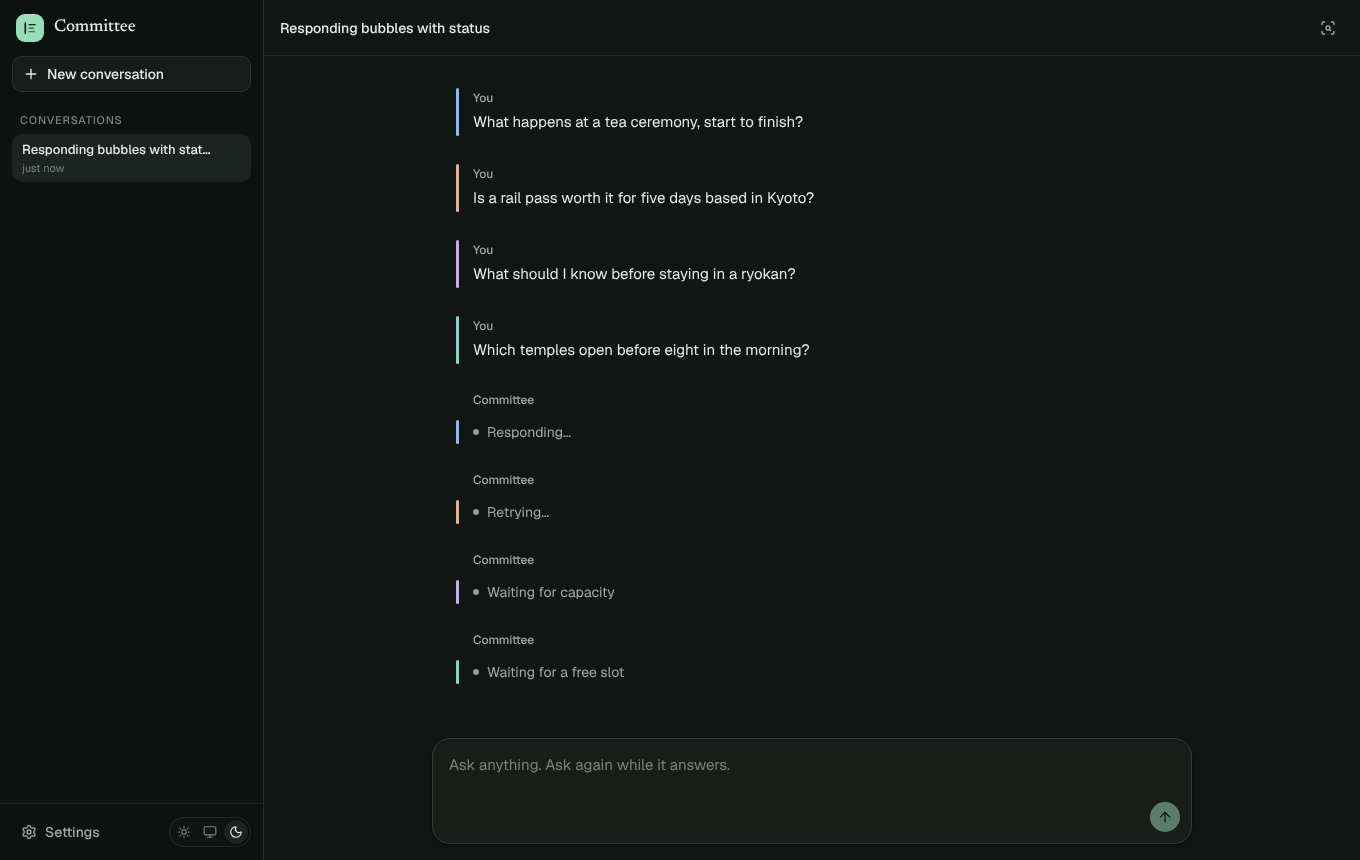 Committee
New conversation
CONVERSATIONS
Responding bubbles with stat…
just now
Settings
Responding bubbles with status
You
What happens at a tea ceremony, start to finish?
You
Is a rail pass worth it for five days based in Kyoto?
You
What should I know before staying in a ryokan?
You
Which temples open before eight in the morning?
Committee
Responding…
Committee
Retrying…
Committee
Waiting for capacity
Committee
Waiting for a free slot
Ask anything. Ask again while it answers.